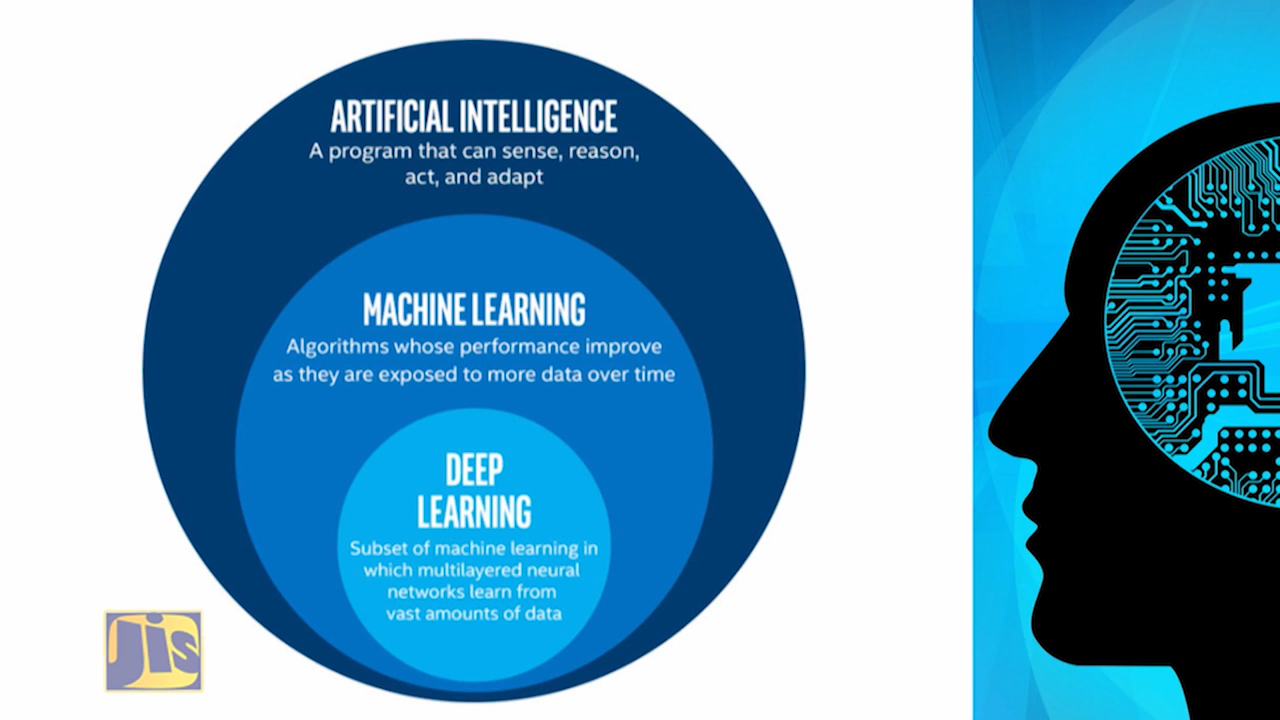 ARTIFICIAL INTELLIGENCE
A program that can sense, reason,
act, and adapt
MACHINE LEARNING
Algorithms whose performance improve
as they are exposed to more data over time
DEEP
LEARNING
Subset of machine learning in
which multilayered neural
networks learn from
vast amounts of data
Jis